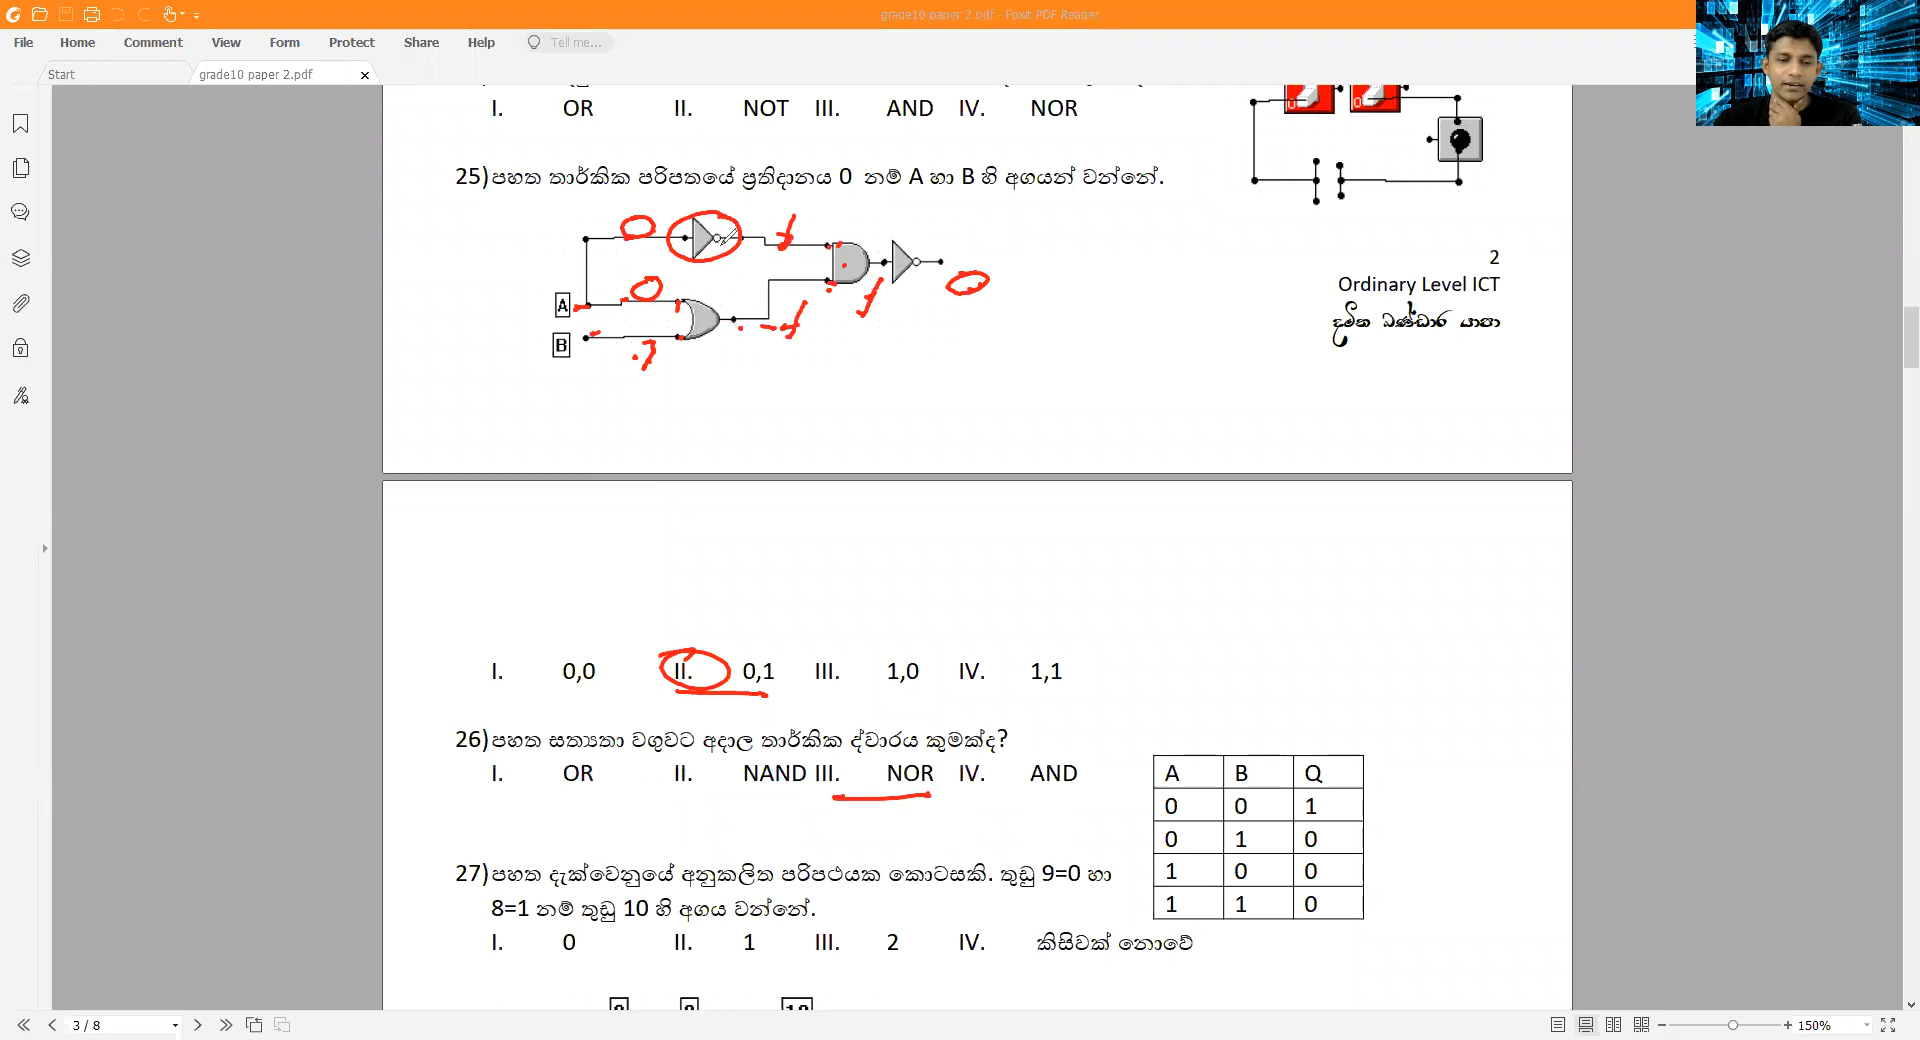 grade10 paper 2.pdf - Foxit PDF Reader
File Home Comment View Form Protect Share Help Tell me...
Start
grade10 paper 2.pdf
I. OR II. NOT III. AND IV. NOR
25) පහත තාර්කික පරිපතයේ ප්‍රතිදානය 0 නම් A හා B හි අගයන් වන්නේ.
0
0
A
B
2
Ordinary Level ICT
දමිත බණ්ඩාර යාපා
I. 0,0 II. 0,1 III. 1,0 IV. 1,1
26) පහත සත්‍යතා වගුවට අදාල තාර්කික ද්වාරය කුමක්ද?
I. OR II. NAND III. NOR IV. AND
A B Q
0 0 1
0 1 0
1 0 0
1 1 0
27) පහත දැක්වෙනුයේ අනුකලිත පරිපථයක කොටසකි. තුඩු 9=0 හා
8=1 නම් තුඩු 10 හි අගය වන්නේ.
I. 0 II. 1 III. 2 IV. කිසිවක් නොවේ
3 / 8
150%